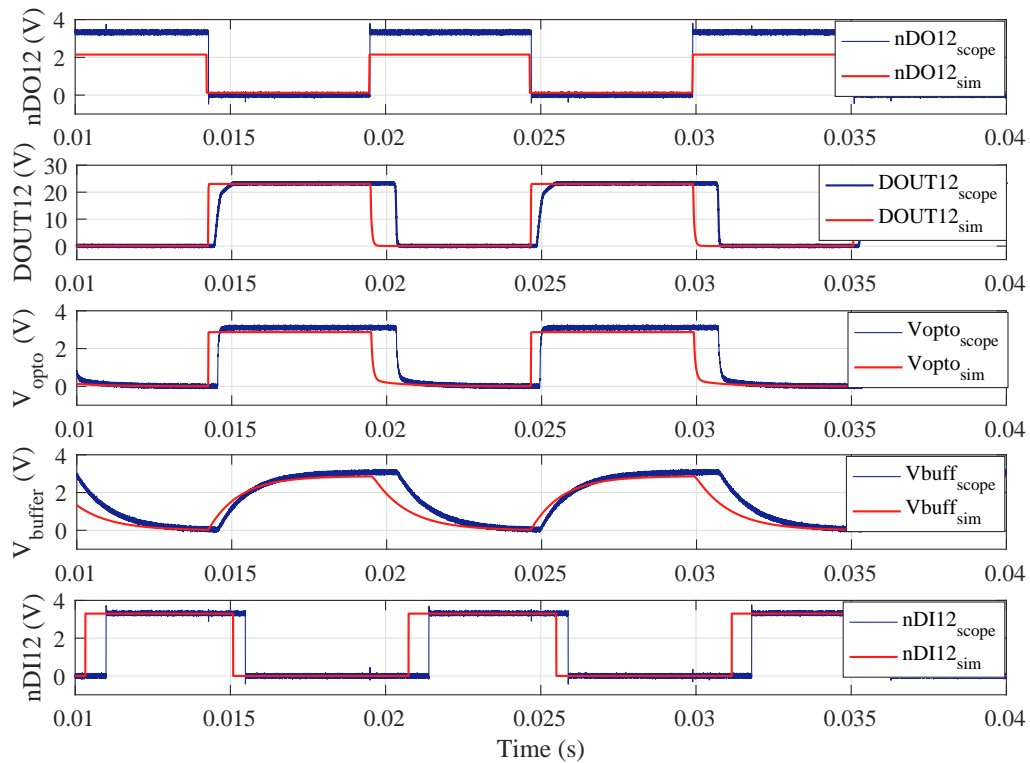 nDO12 (V)
4
2
0
nDO12scope
nDO12sim
0.01 0.015 0.02 0.025 0.03 0.035 0.04
DOUT12 (V)
30
20
10
0
DOUT12scope
DOUT12sim
0.01 0.015 0.02 0.025 0.03 0.035 0.04
Vopto (V)
4
2
0
Voptoscope
Voptosim
0.01 0.015 0.02 0.025 0.03 0.035 0.04
Vbuffer (V)
4
2
0
Vbuffscope
Vbuffsim
0.01 0.015 0.02 0.025 0.03 0.035 0.04
nDI12 (V)
4
2
0
nDI12scope
nDI12sim
0.01 0.015 0.02 0.025 0.03 0.035 0.04
Time (s)